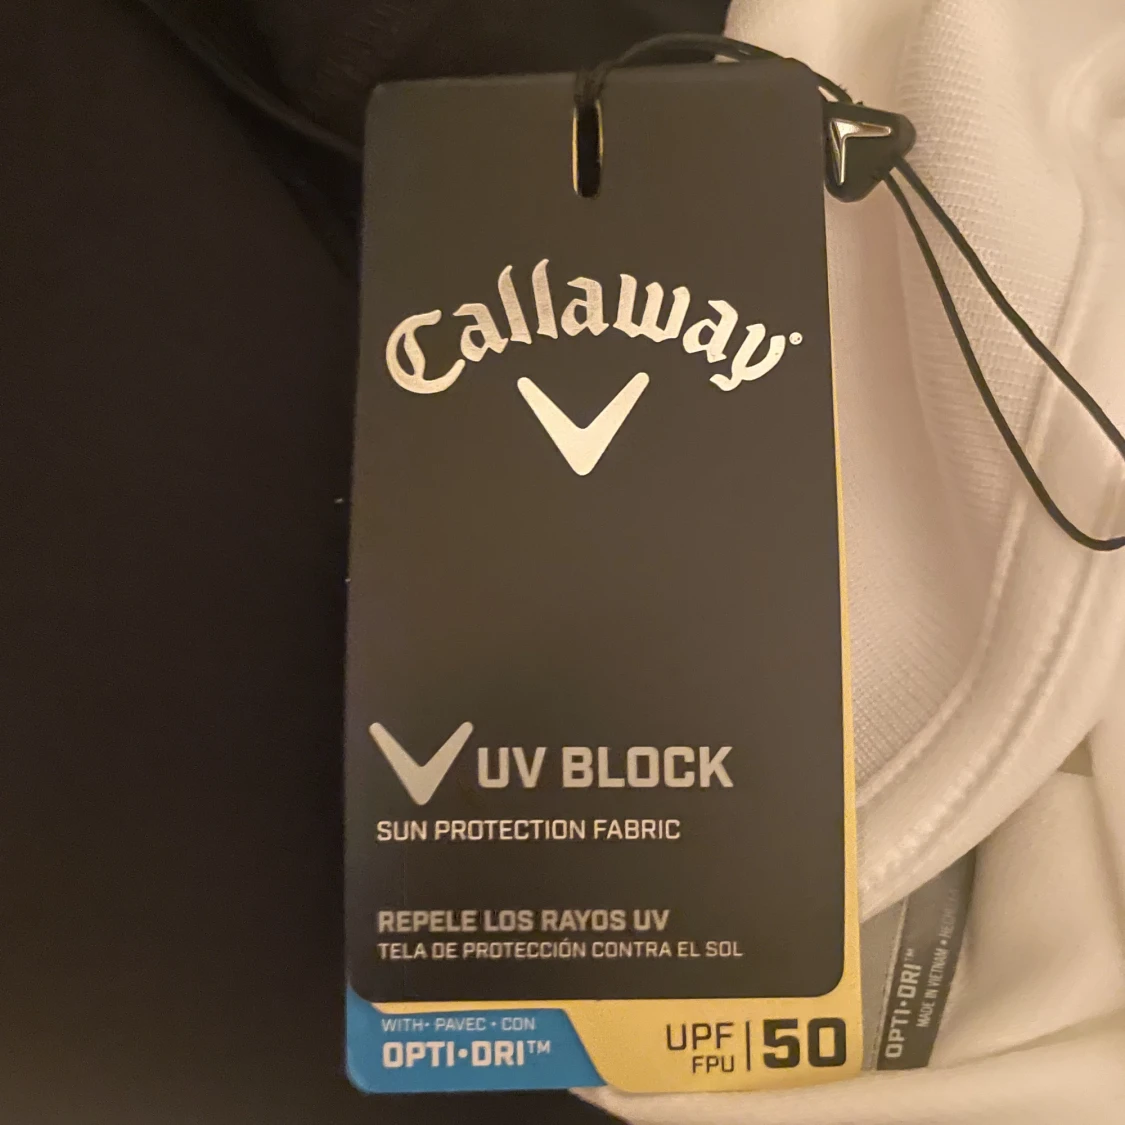 Callaway®
UV BLOCK
SUN PROTECTION FABRIC
REPELE LOS RAYOS UV
TELA DE PROTECCIÓN CONTRA EL SOL
WITH• PAVEC • CON
OPTI•DRI™
UPF
FPU
50
OPTI•DRI™
MADE IN VIETNAM •